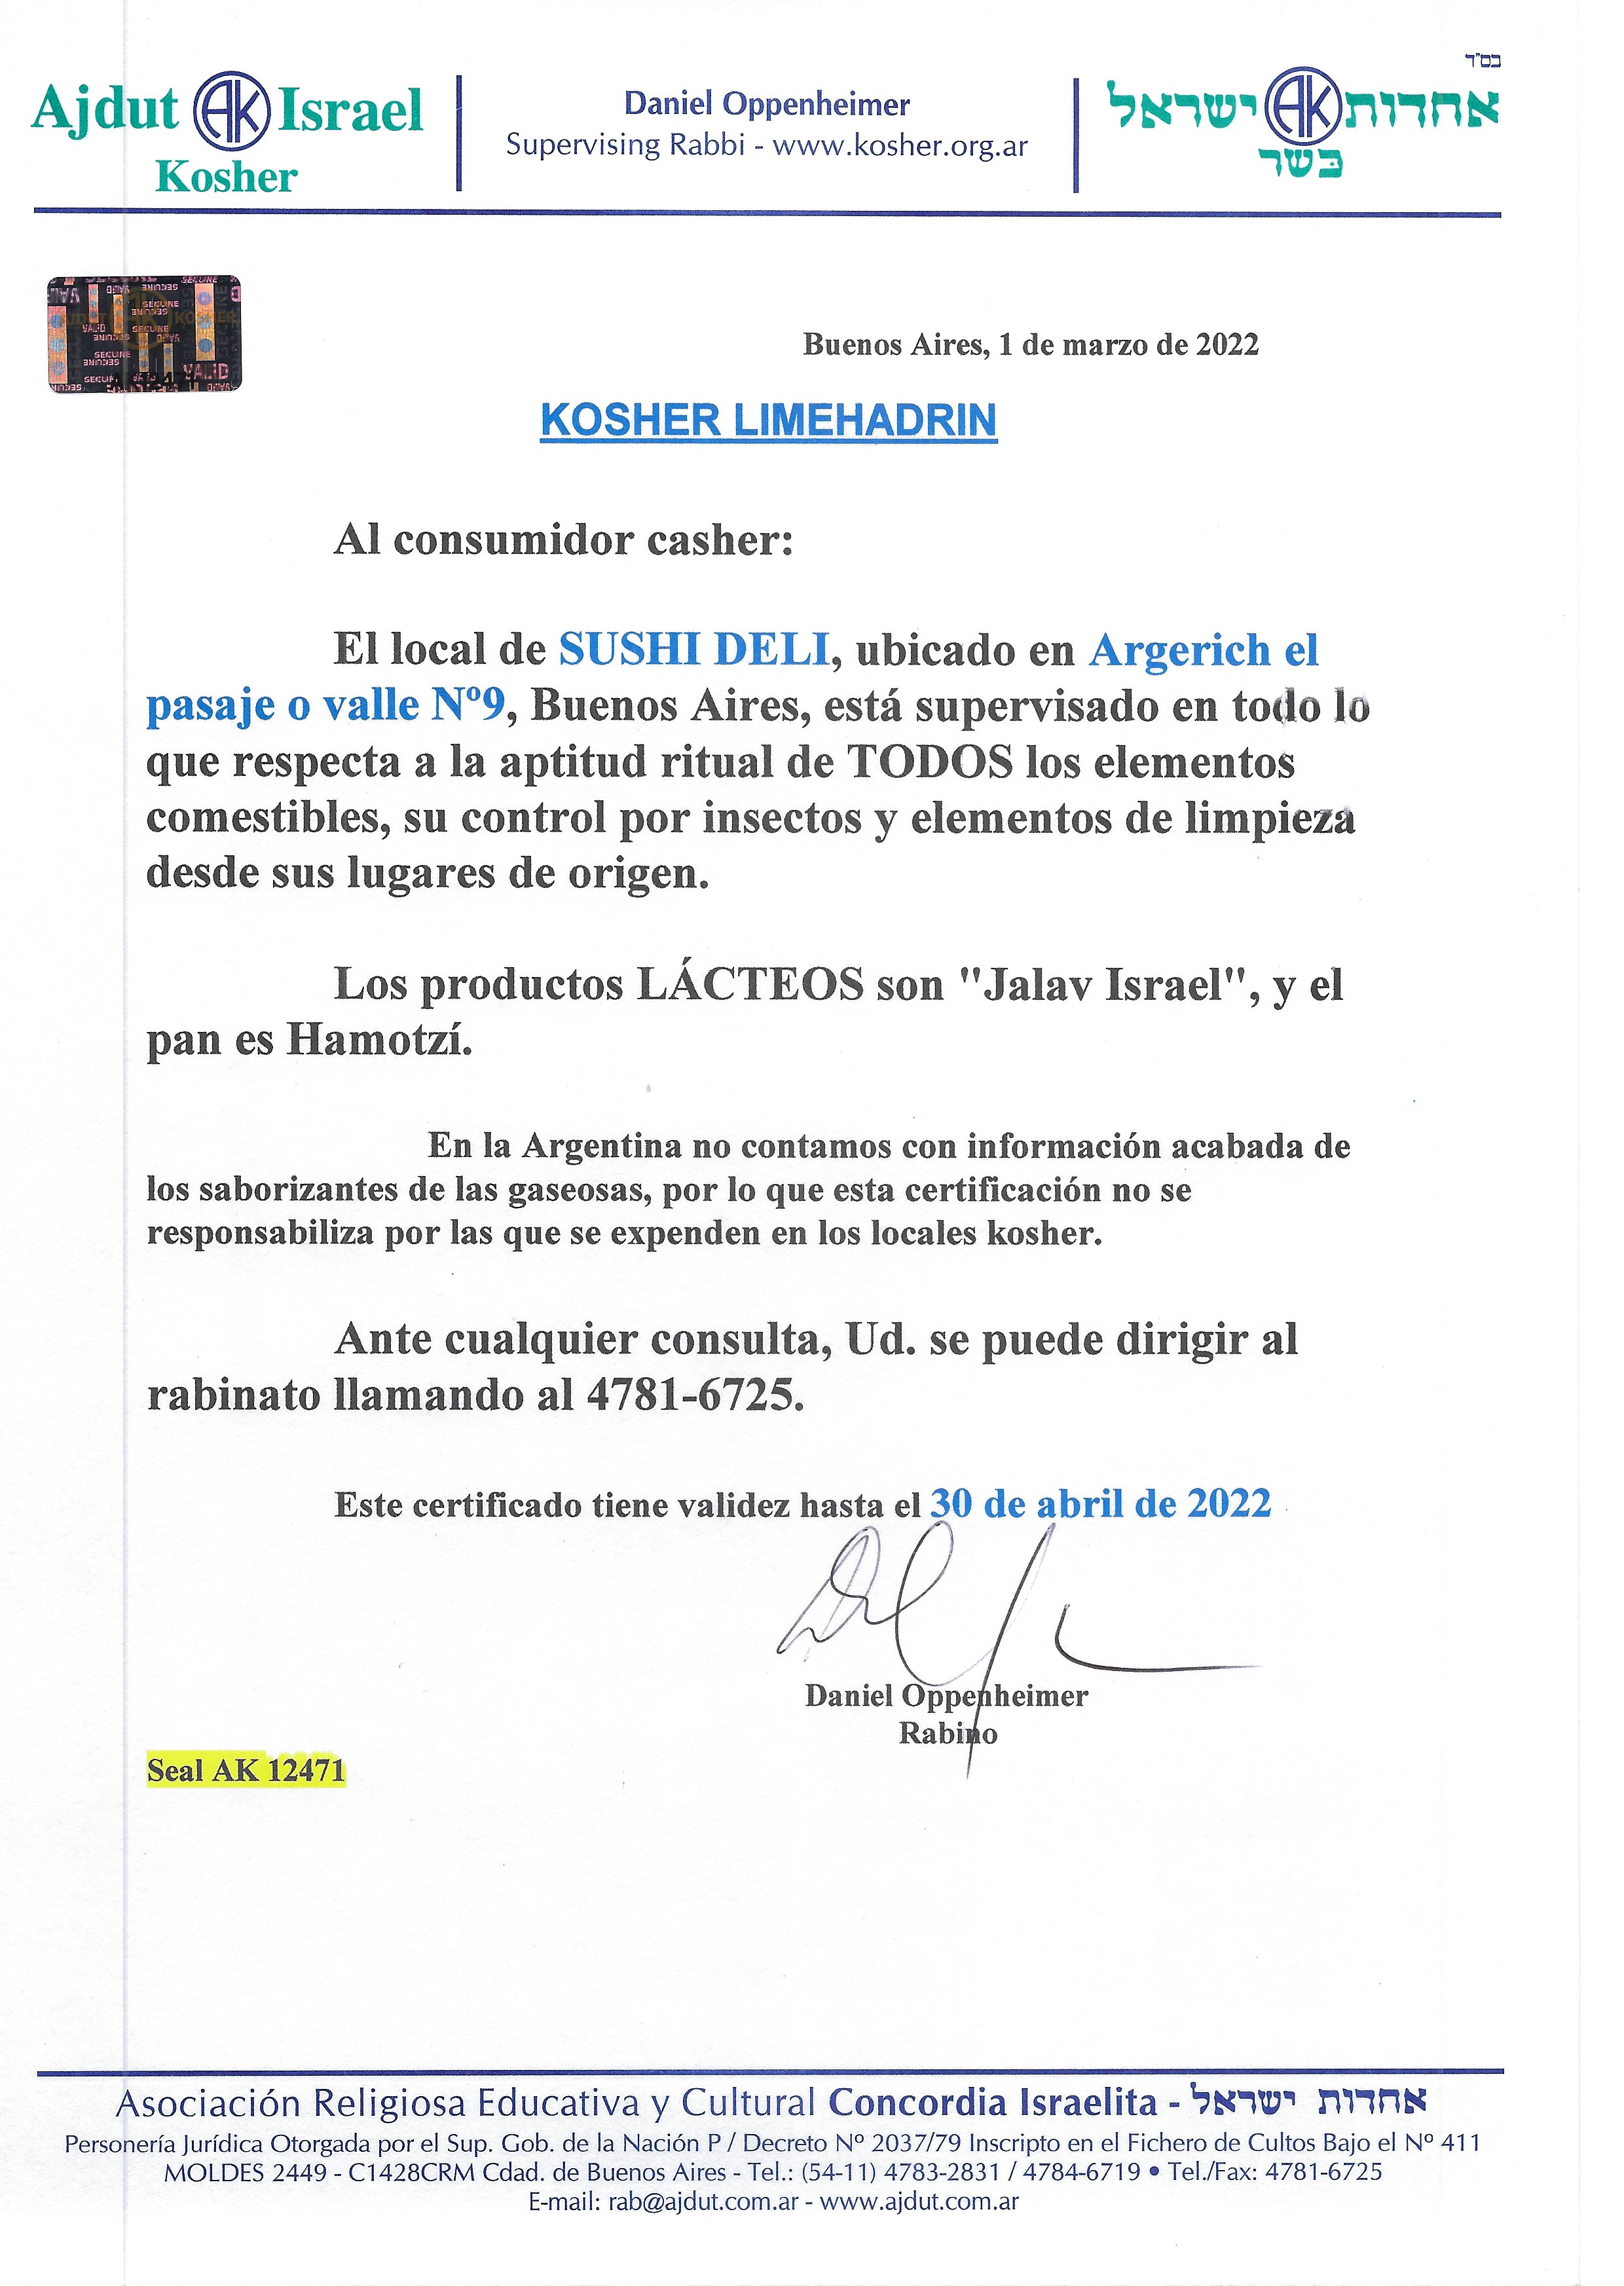 בס"ד
Ajdut AK Israel
Kosher
Daniel Oppenheimer
Supervising Rabbi - www.kosher.org.ar
אחדות AK ישראל
כשר
SECURE
VALID
Buenos Aires, 1 de marzo de 2022
KOSHER LIMEHADRIN
Al consumidor casher:
El local de SUSHI DELI, ubicado en Argerich el
pasaje o valle Nº9, Buenos Aires, está supervisado en todo lo
que respecta a la aptitud ritual de TODOS los elementos
comestibles, su control por insectos y elementos de limpieza
desde sus lugares de origen.
Los productos LÁCTEOS son "Jalav Israel", y el
pan es Hamotzí.
En la Argentina no contamos con información acabada de
los saborizantes de las gaseosas, por lo que esta certificación no se
responsabiliza por las que se expenden en los locales kosher.
Ante cualquier consulta, Ud. se puede dirigir al
rabinato llamando al 4781-6725.
Este certificado tiene validez hasta el 30 de abril de 2022
Daniel Oppenheimer
Rabino
Seal AK 12471
Asociación Religiosa Educativa y Cultural Concordia Israelita - אחדות ישראל
Personería Jurídica Otorgada por el Sup. Gob. de la Nación P / Decreto Nº 2037/79 Inscripto en el Fichero de Cultos Bajo el Nº 411
MOLDES 2449 - C1428CRM Cdad. de Buenos Aires - Tel.: (54-11) 4783-2831 / 4784-6719 • Tel./Fax: 4781-6725
E-mail: rab@ajdut.com.ar - www.ajdut.com.ar